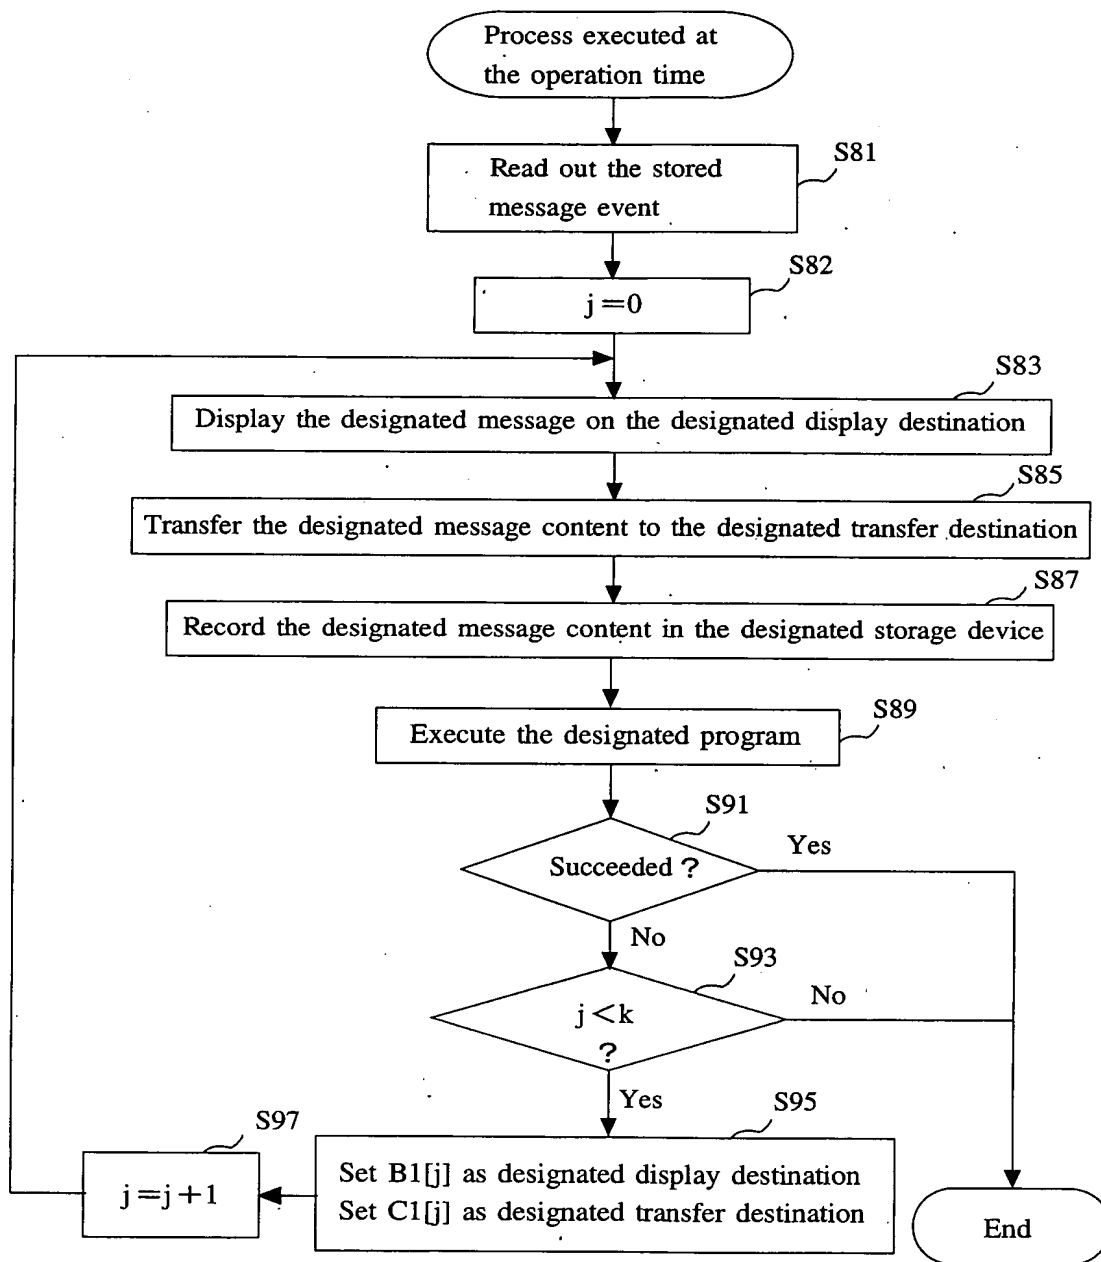 Process executed at
the operation time
S81
Read out the stored
message event
S82
j=0
S83
Display the designated message on the designated display destination
S85
Transfer the designated message content to the designated transfer destination
S87
Record the designated message content in the designated storage device
S89
Execute the designated program
S91
Succeeded ?
Yes
No
S93
j<k
?
No
Yes
S95
Set B1[j] as designated display destination
Set C1[j] as designated transfer destination
S97
j=j+1
End